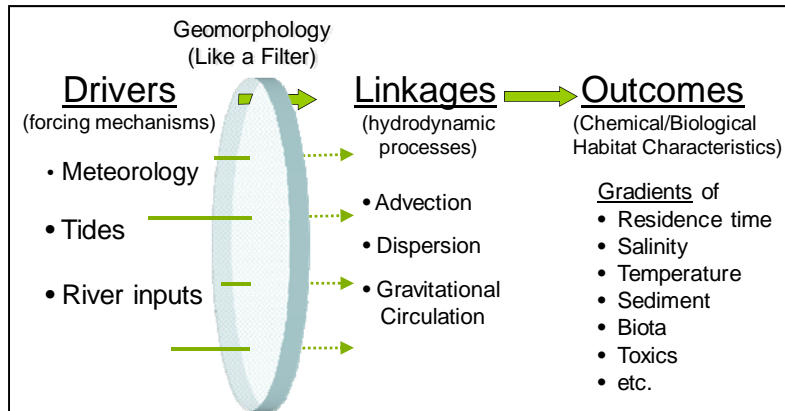 Geomorphology
(Like a Filter)
Drivers
(forcing mechanisms)
• Meteorology
• Tides
• River inputs
Linkages
(hydrodynamic
processes)
• Advection
• Dispersion
• Gravitational
Circulation
Outcomes
(Chemical/Biological
Habitat Characteristics)
Gradients of
• Residence time
• Salinity
• Temperature
• Sediment
• Biota
• Toxics
• etc.